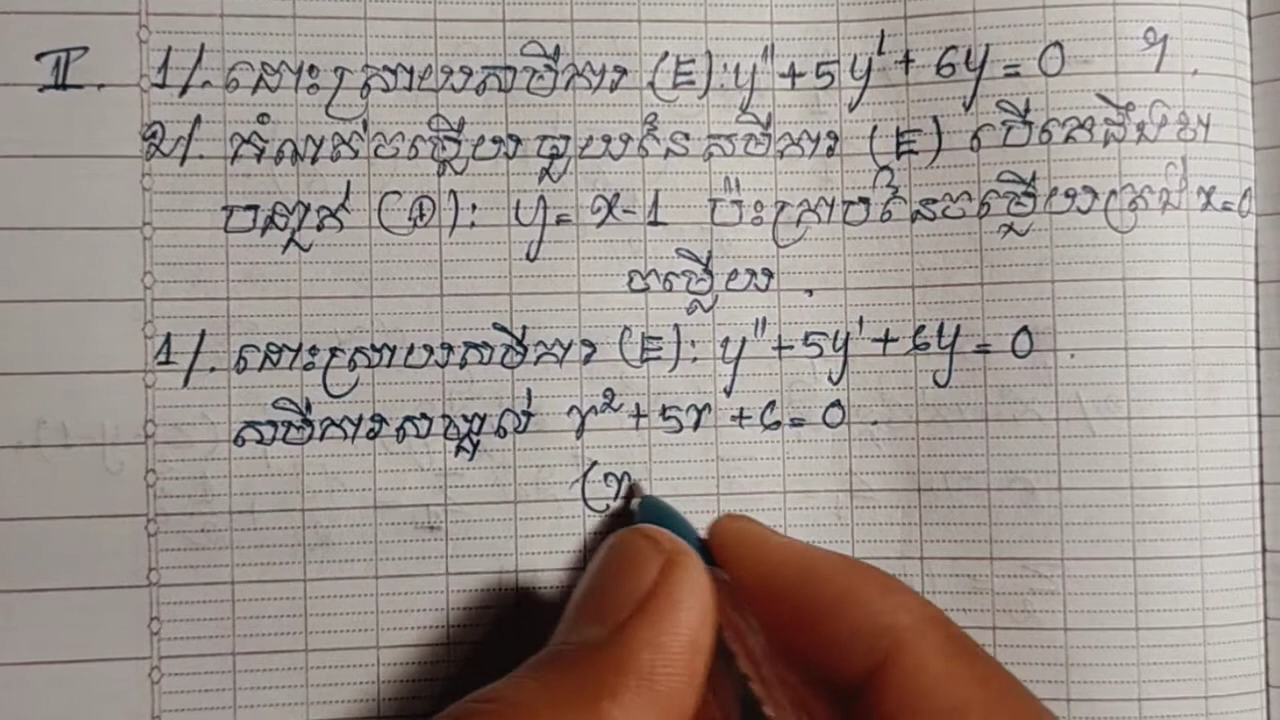 II. 1/. ដោះស្រាយសមីការ (E): y'' + 5y' + 6y = 0 ។
2/. កំណត់ចម្លើយមួយនៃសមីការ (E) បើគេដឹងថា
បន្ទាត់ (D): y = x - 1 ប៉ះក្រាបនៃចម្លើយត្រង់ x = 0
ចម្លើយ
1/. ដោះស្រាយសមីការ (E): y'' + 5y' + 6y = 0 .
សមីការសម្គាល់ r² + 5r + 6 = 0 .
(r